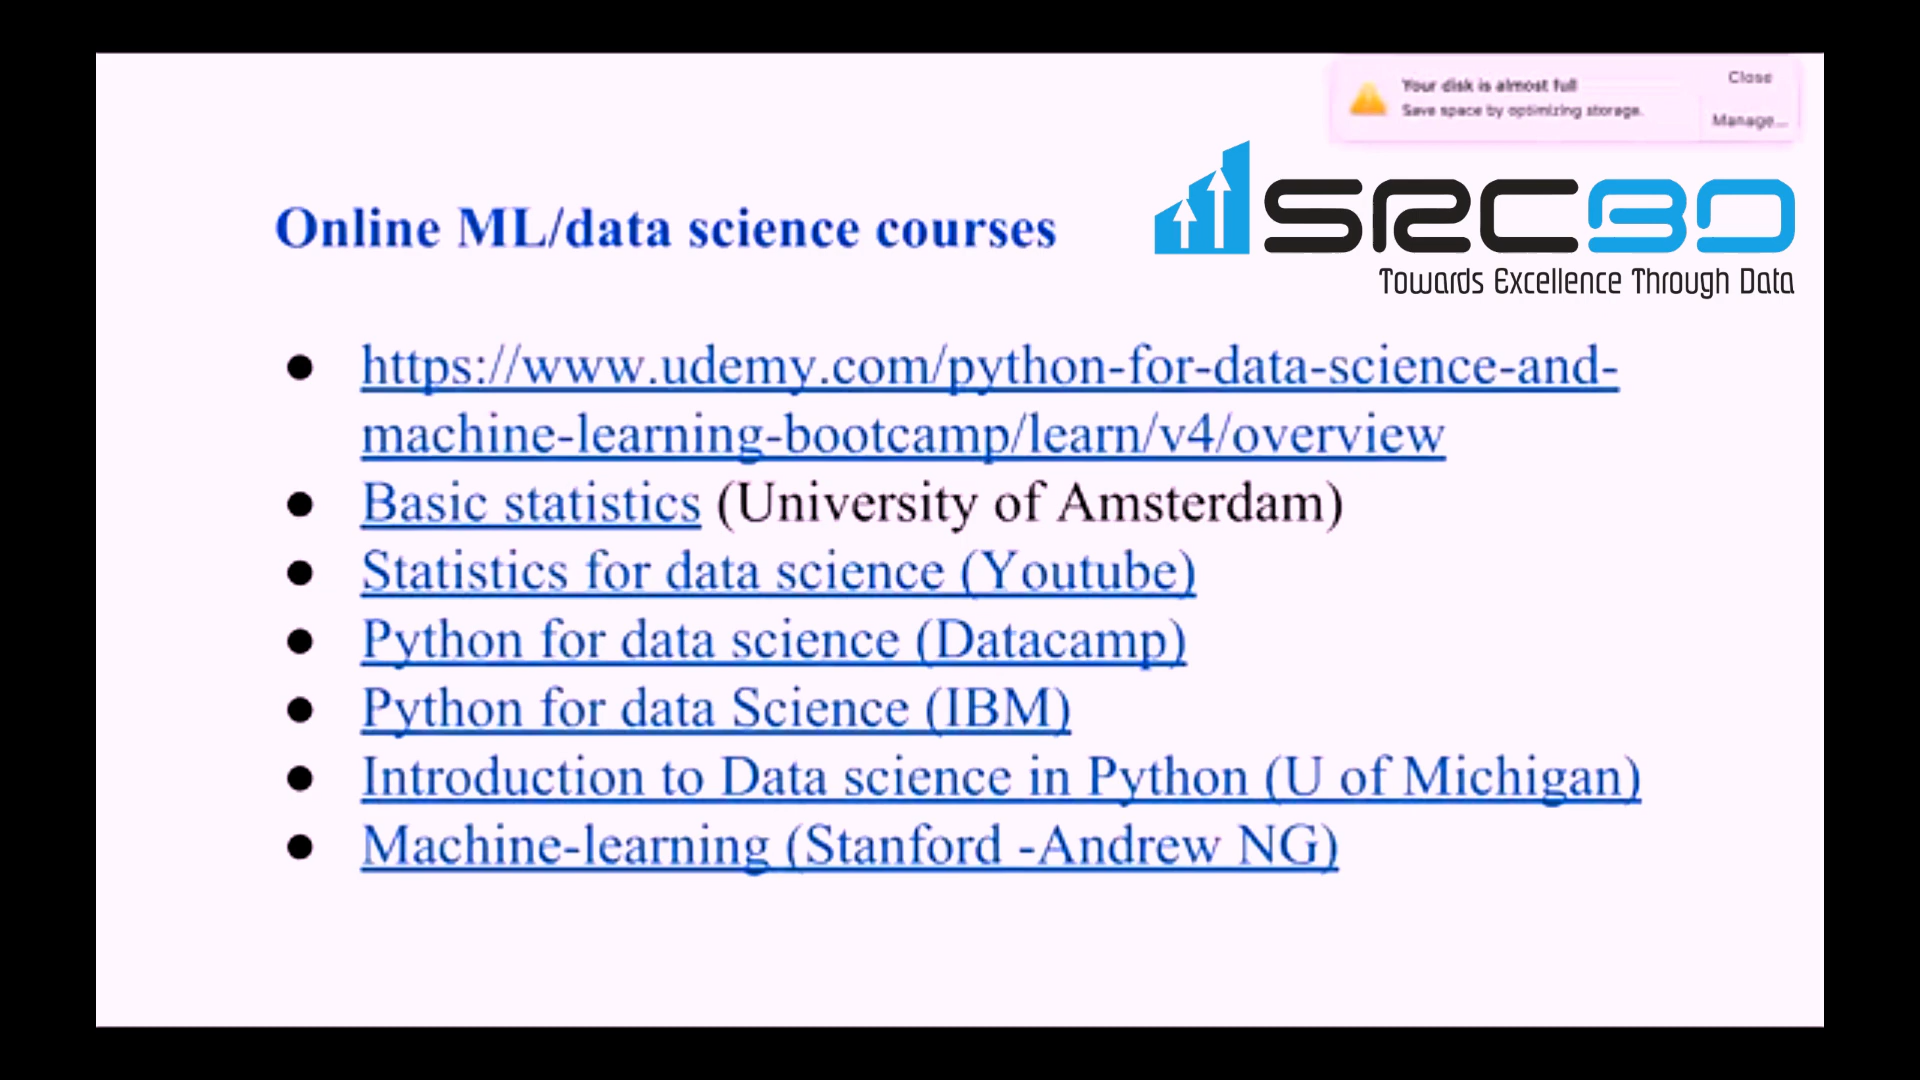 Your disk is almost full
Save space by optimizing storage.
Close
Manage...
SRCBD
Towards Excellence Through Data
Online ML/data science courses
● https://www.udemy.com/python-for-data-science-and-
machine-learning-bootcamp/learn/v4/overview
● Basic statistics (University of Amsterdam)
● Statistics for data science (Youtube)
● Python for data science (Datacamp)
● Python for data Science (IBM)
● Introduction to Data science in Python (U of Michigan)
● Machine-learning (Stanford -Andrew NG)